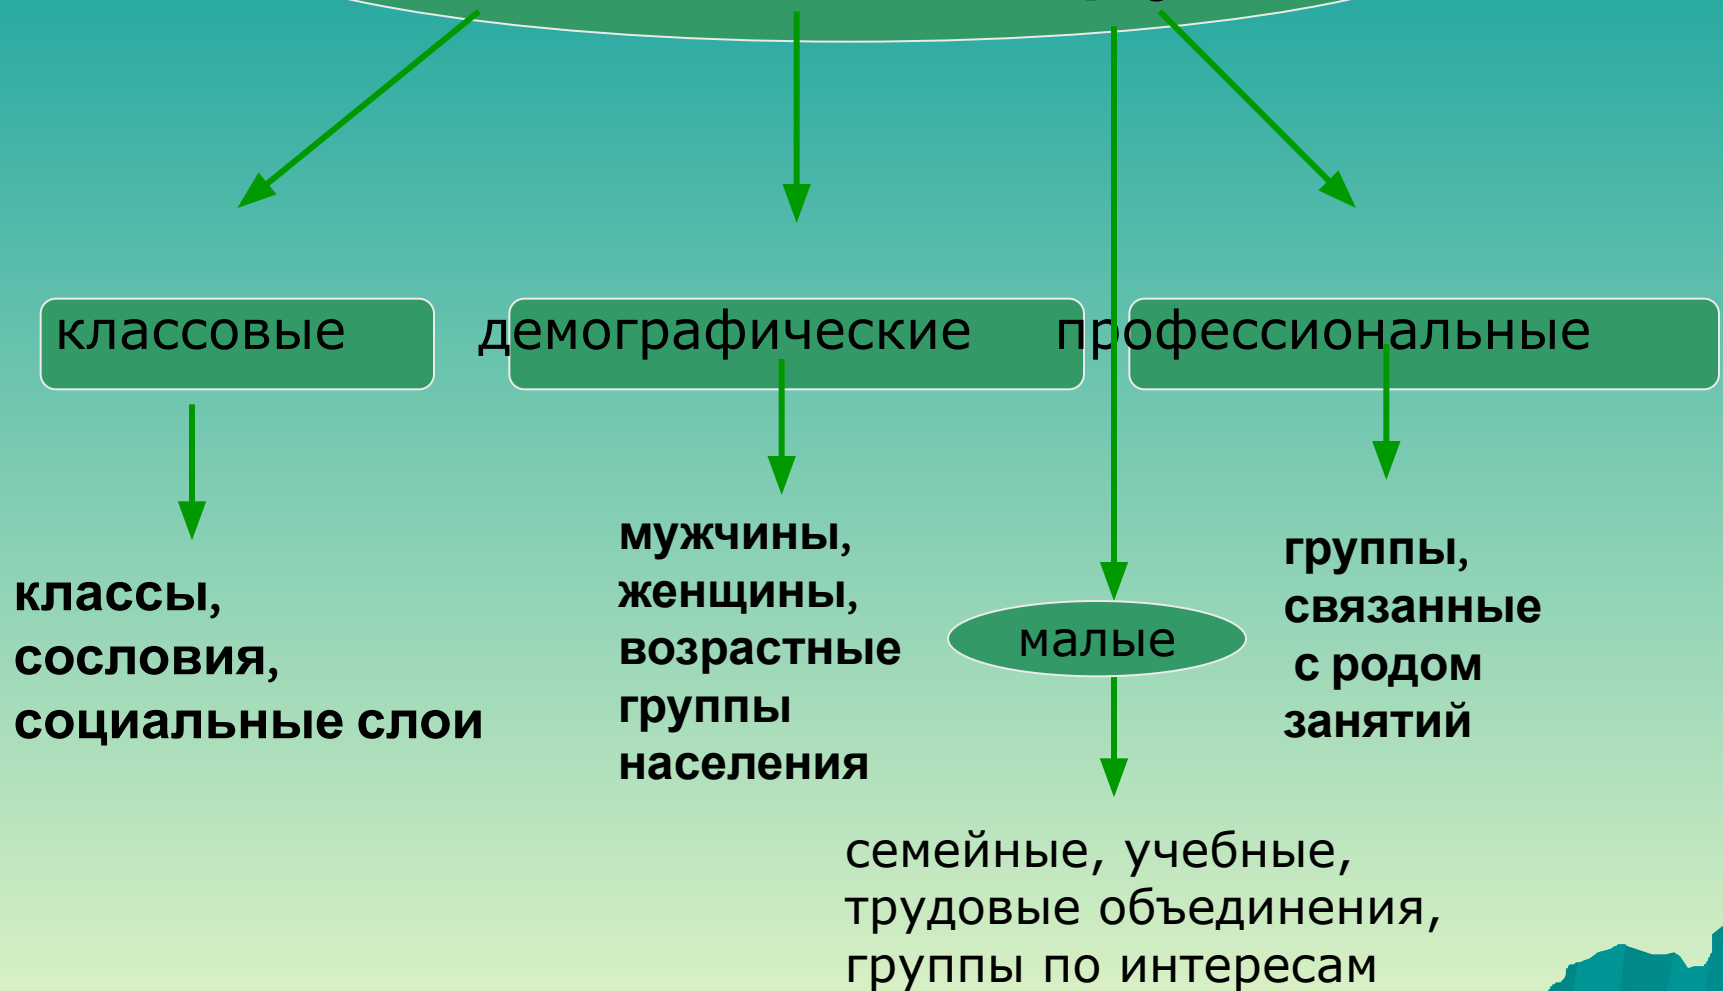 классовые
демографические
профессиональные
классы,
сословия,
социальные слои
мужчины,
женщины,
возрастные
группы
населения
малые
группы,
связанные
с родом
занятий
семейные, учебные,
трудовые объединения,
группы по интересам